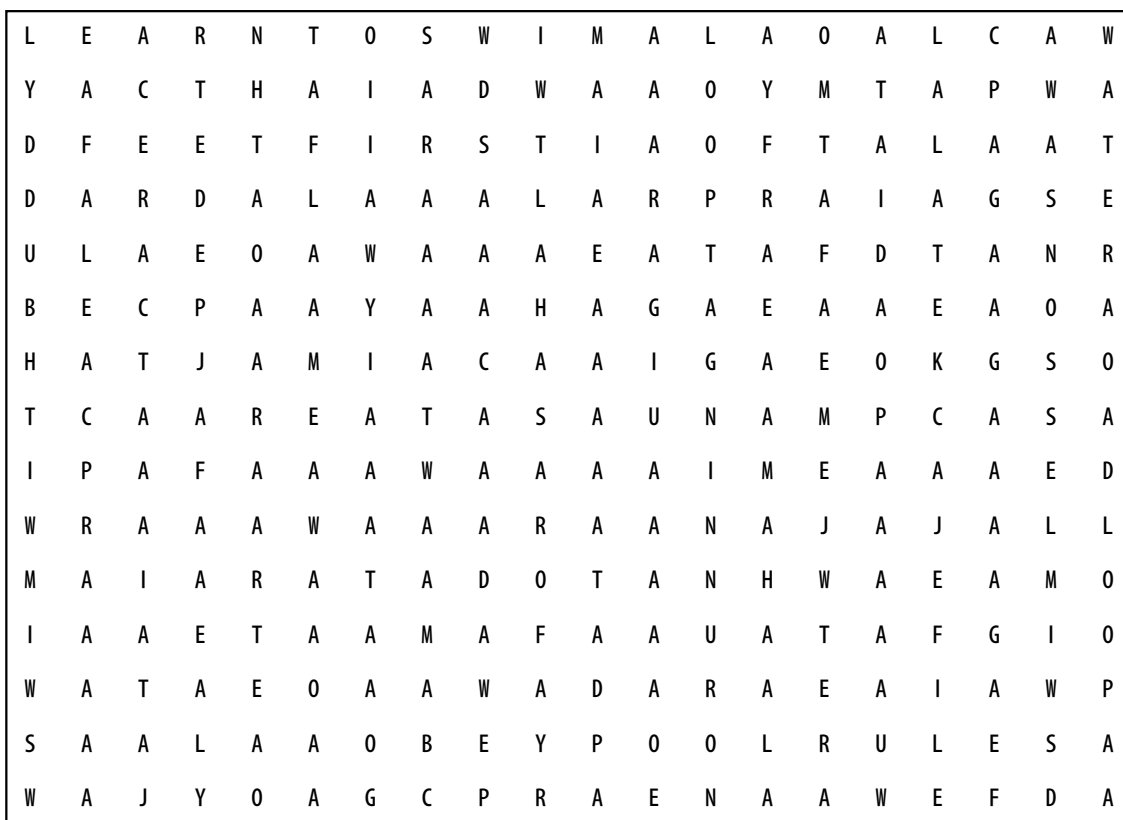 L E A R N T O S W I M A L A O A L C A W
Y A C T H A I A D W A A O Y M T A P W A
D F E E T F I R S T I A O F T A L A A T
D A R D A L A A A L A R P R A I A G S E
U L A E O A W A A A E A T A F D T A N R
B E C P A A Y A A H A G A E A A E A O A
H A T J A M I A C A A I G A E O K G S O
T C A A R E A T A S A U N A M P C A S A
I P A F A A A W A A A A I M E A A A E D
W R A A A W A A A R A A N A J A J A L L
M A I A R A T A D O T A N H W A E A M O
I A A E T A A M A F A A U A T A F G I O
W A T A E O A A W A D A R A E A I A W P
S A A L A A O B E Y P O O L R U L E S A
W A J Y O A G C P R A E N A A W E F D A